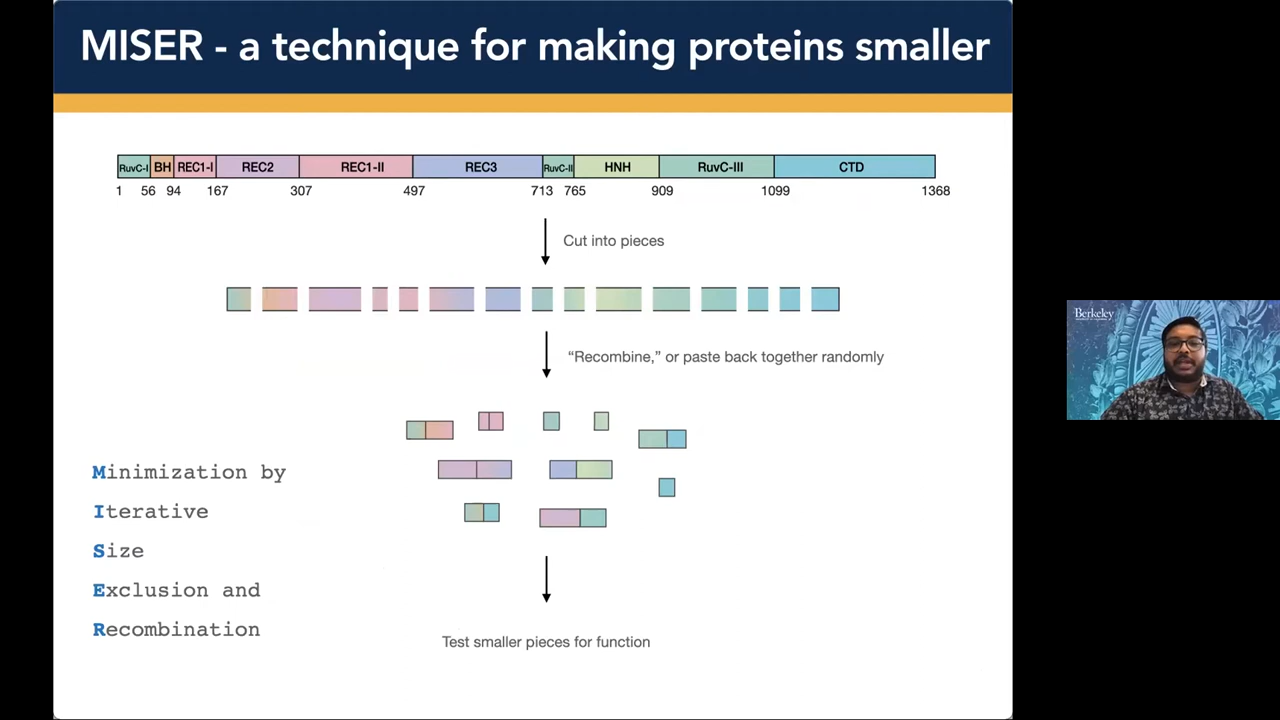 MISER - a technique for making proteins smaller
RuvC-I BH REC1-I REC2 REC1-II REC3 RuvC-II HNH RuvC-III CTD
1 56 94 167 307 497 713 765 909 1099 1368
Cut into pieces
“Recombine,” or paste back together randomly
Minimization by
Iterative
Size
Exclusion and
Recombination
Test smaller pieces for function
Berkeley